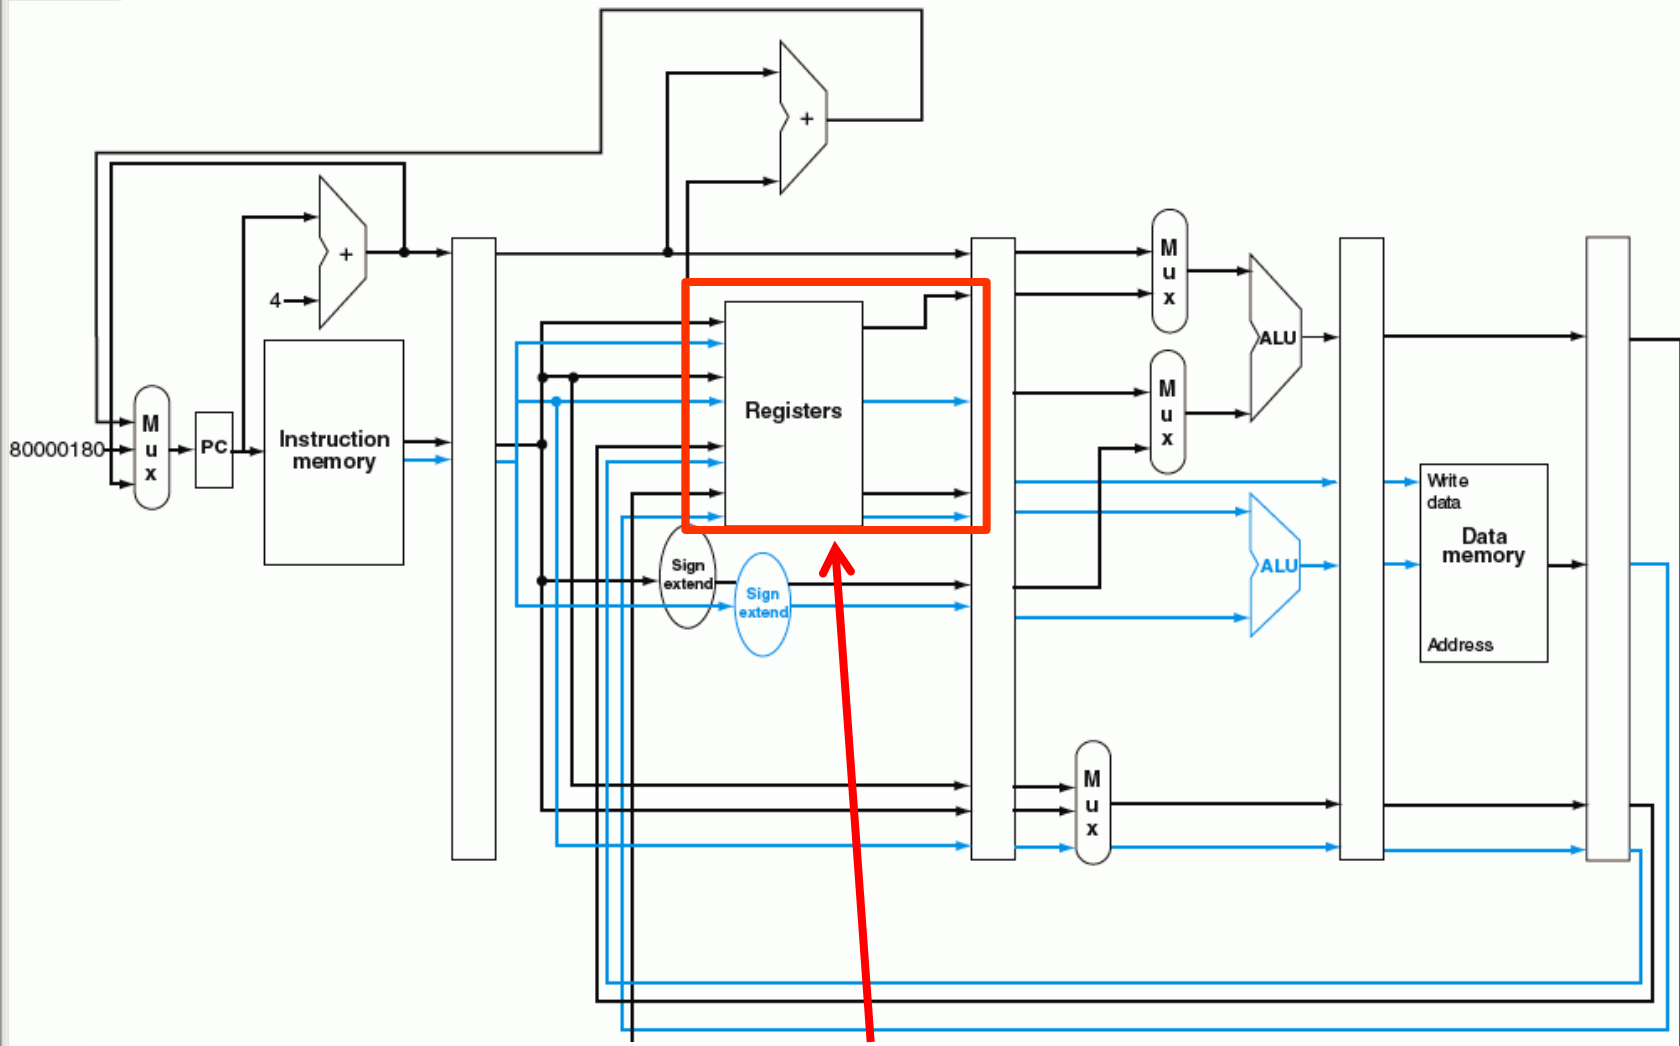 +
+
4
M
u
x
80000180
PC
Instruction
memory
Registers
Sign
extend
Sign
extend
M
u
x
M
u
x
ALU
ALU
M
u
x
Write
data
Data
memory
Address